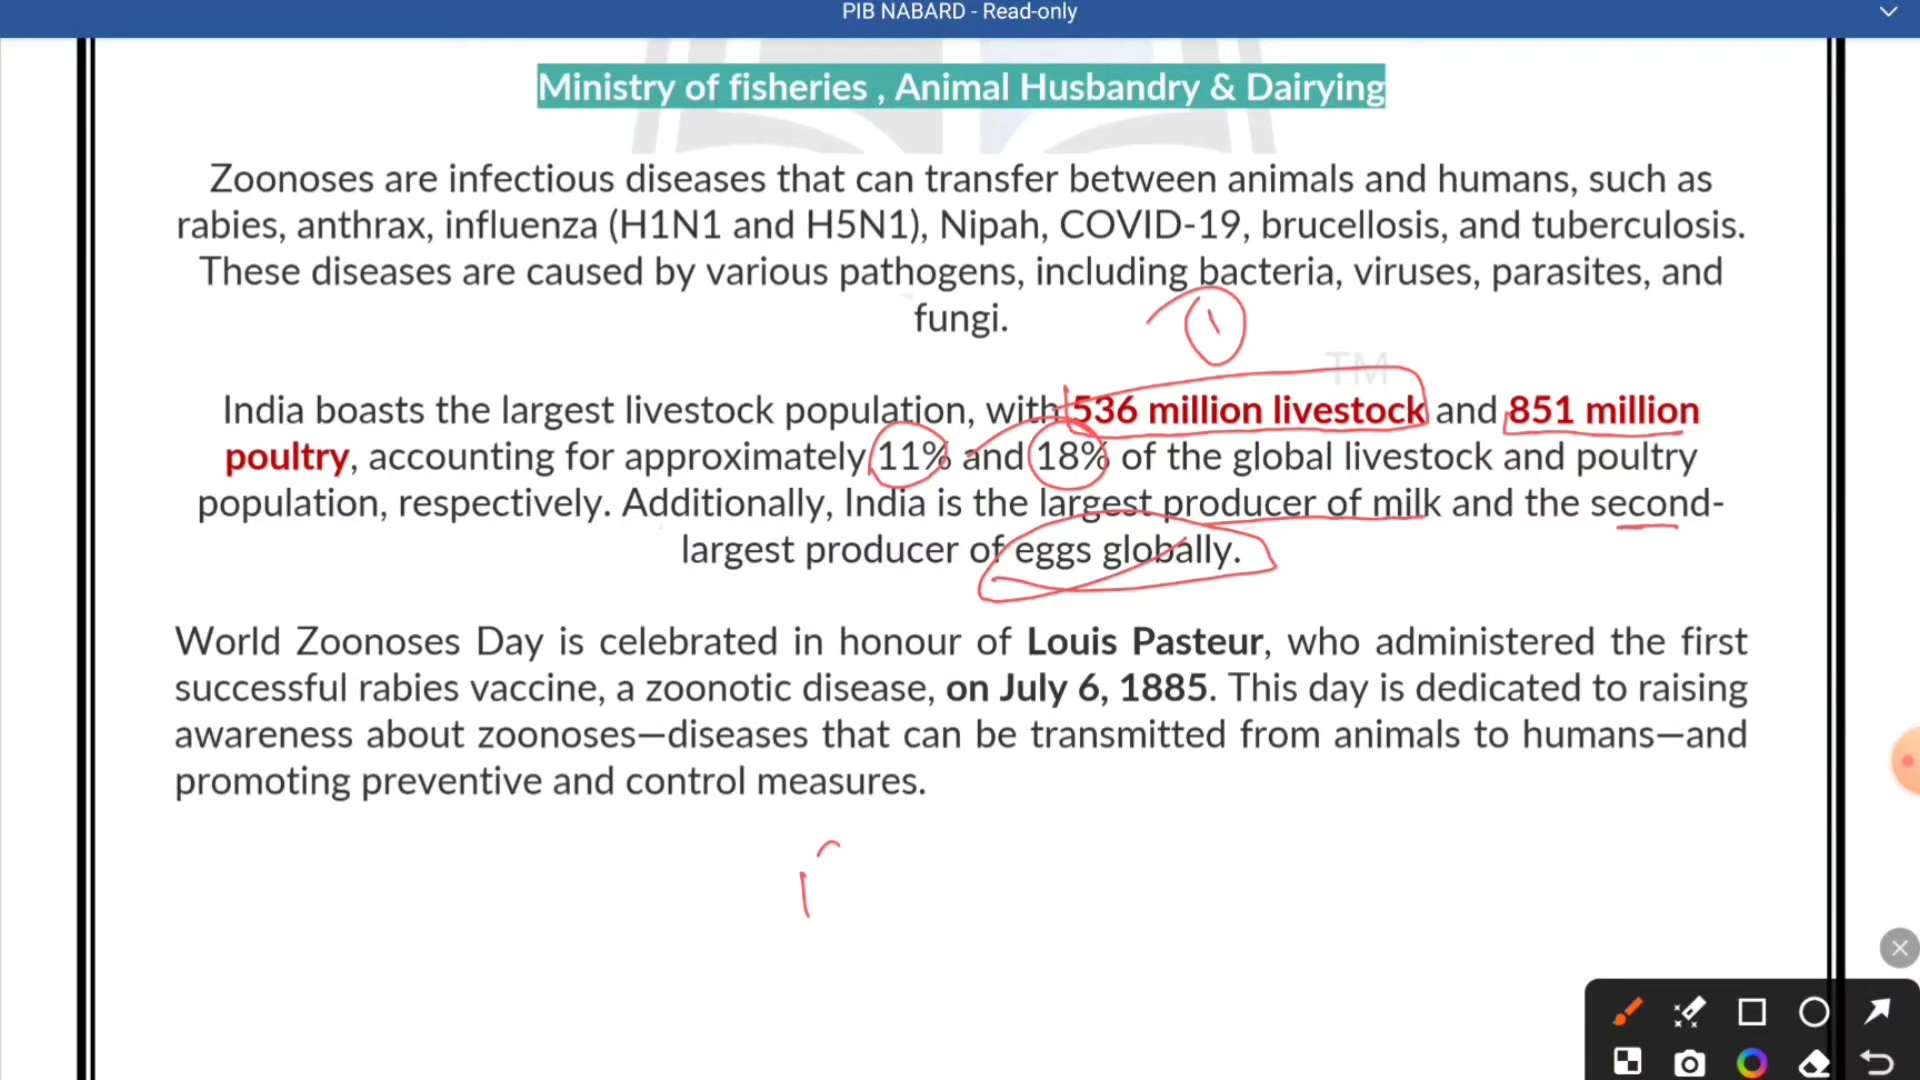 PIB NABARD - Read-only
Ministry of fisheries , Animal Husbandry & Dairying
Zoonoses are infectious diseases that can transfer between animals and humans, such as
rabies, anthrax, influenza (H1N1 and H5N1), Nipah, COVID-19, brucellosis, and tuberculosis.
These diseases are caused by various pathogens, including bacteria, viruses, parasites, and
fungi.
TM
India boasts the largest livestock population, with 536 million livestock and 851 million
poultry, accounting for approximately 11% and 18% of the global livestock and poultry
population, respectively. Additionally, India is the largest producer of milk and the second-
largest producer of eggs globally.
World Zoonoses Day is celebrated in honour of Louis Pasteur, who administered the first
successful rabies vaccine, a zoonotic disease, on July 6, 1885. This day is dedicated to raising
awareness about zoonoses—diseases that can be transmitted from animals to humans—and
promoting preventive and control measures.